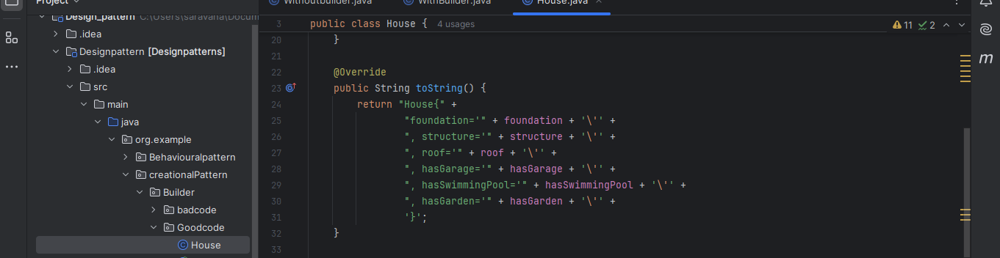 Project
Withoutbuilder.java
WithBuilder.java
House.java
Design_pattern C:\Users\saravana\Docum
.idea
Designpattern [Designpatterns]
.idea
src
main
java
org.example
Behaviouralpattern
creationalPattern
Builder
badcode
Goodcode
House
3 public class House { 4 usages
11 2
20 }
21
22 @Override
23 public String toString() {
24 return "House{" +
25 "foundation='" + foundation + '\'' +
26 ", structure='" + structure + '\'' +
27 ", roof='" + roof + '\'' +
28 ", hasGarage='" + hasGarage + '\'' +
29 ", hasSwimmingPool='" + hasSwimmingPool + '\'' +
30 ", hasGarden='" + hasGarden + '\'' +
31 '}';
32 }
33
m